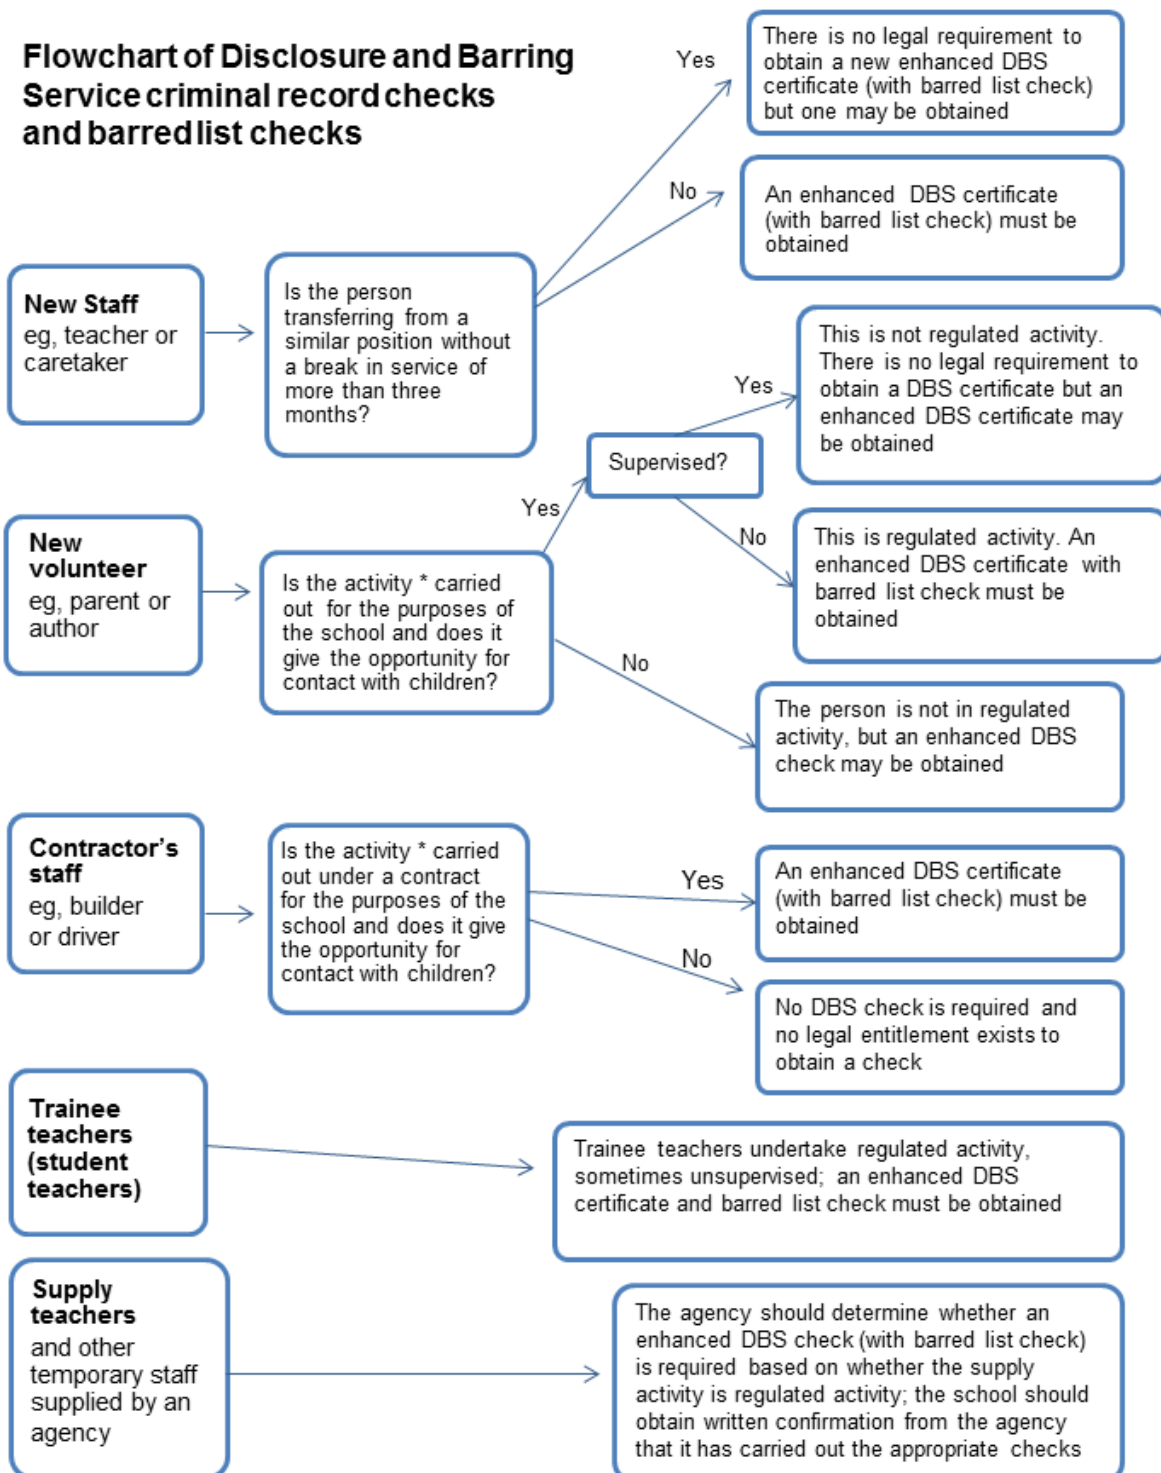 Flowchart of Disclosure and Barring
Service criminal record checks
and barred list checks
New Staff
eg, teacher or
caretaker
Is the person
transferring from a
similar position without
a break in service of
more than three
months?
Yes
There is no legal requirement to
obtain a new enhanced DBS
certificate (with barred list check)
but one may be obtained
No
An enhanced DBS certificate
(with barred list check) must be
obtained
New
volunteer
eg, parent or
author
Is the activity * carried
out for the purposes of
the school and does it
give the opportunity for
contact with children?
Yes
Supervised?
Yes
This is not regulated activity.
There is no legal requirement to
obtain a DBS certificate but an
enhanced DBS certificate may
be obtained
No
This is regulated activity. An
enhanced DBS certificate with
barred list check must be
obtained
No
The person is not in regulated
activity, but an enhanced DBS
check may be obtained
Contractor's
staff
eg, builder
or driver
Is the activity * carried
out under a contract
for the purposes of the
school and does it give
the opportunity for
contact with children?
Yes
An enhanced DBS certificate
(with barred list check) must be
obtained
No
No DBS check is required and
no legal entitlement exists to
obtain a check
Trainee
teachers
(student
teachers)
Trainee teachers undertake regulated activity,
sometimes unsupervised; an enhanced DBS
certificate and barred list check must be obtained
Supply
teachers
and other
temporary staff
supplied by an
agency
The agency should determine whether an
enhanced DBS check (with barred list check)
is required based on whether the supply
activity is regulated activity; the school should
obtain written confirmation from the agency
that it has carried out the appropriate checks